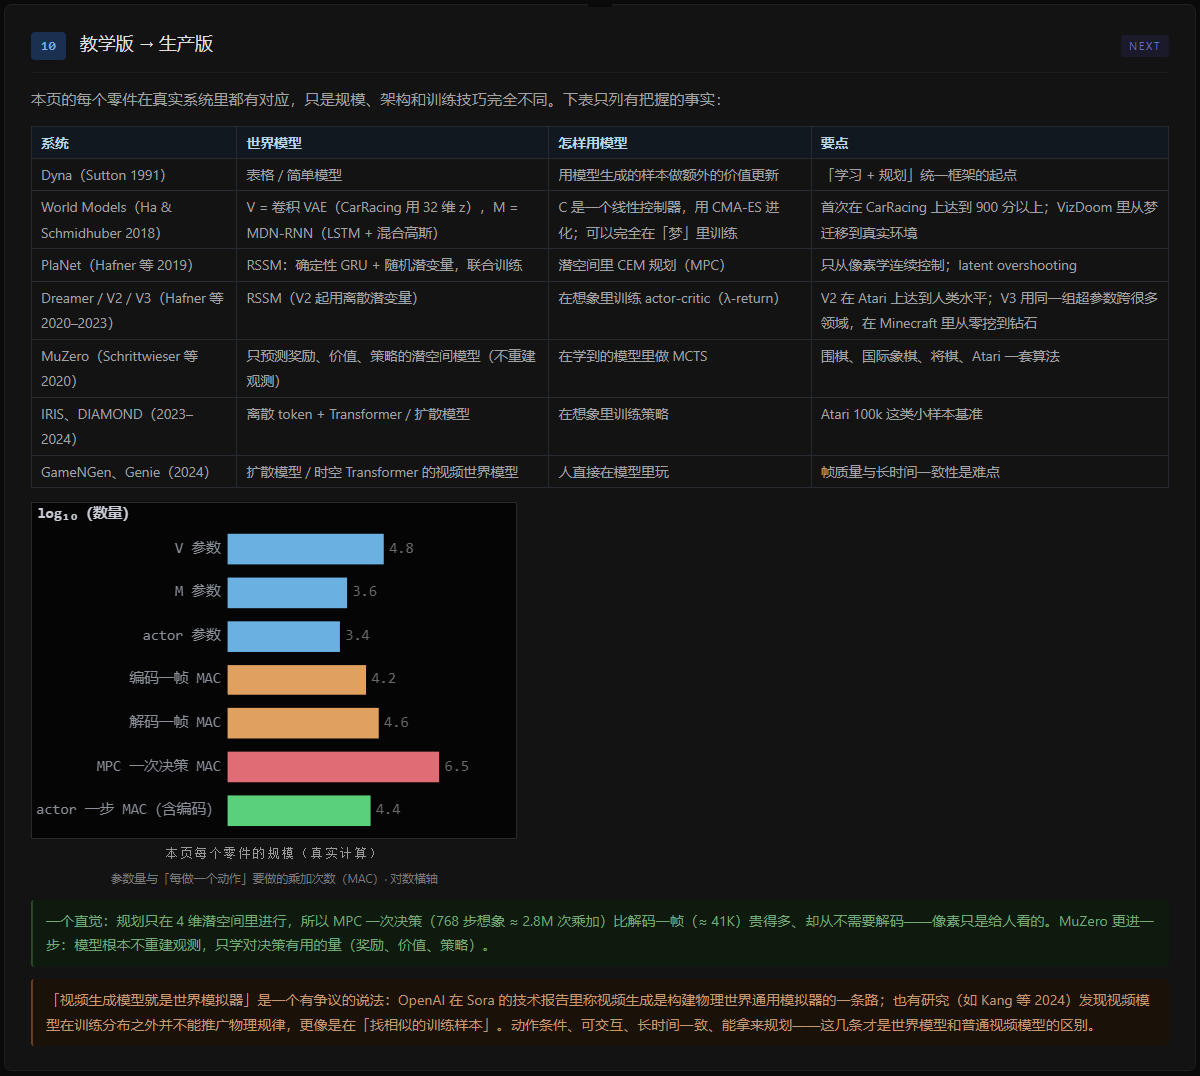 10 教学版 → 生产版 NEXT
本页的每个零件在真实系统里都有对应，只是规模、架构和训练技巧完全不同。下表只列有把握的事实：
系统 世界模型 怎样用模型 要点
Dyna（Sutton 1991） 表格 / 简单模型 用模型生成的样本做额外的价值更新 「学习 + 规划」统一框架的起点
World Models（Ha &
Schmidhuber 2018）
V = 卷积 VAE（CarRacing 用 32 维 z），M =
MDN-RNN（LSTM + 混合高斯）
C 是一个线性控制器，用 CMA-ES 进
化；可以完全在「梦」里训练
首次在 CarRacing 上达到 900 分以上；VizDoom 里从梦
迁移到真实环境
PlaNet（Hafner 等 2019） RSSM：确定性 GRU + 随机潜变量，联合训练 潜空间里 CEM 规划（MPC） 只从像素学连续控制；latent overshooting
Dreamer / V2 / V3（Hafner 等
2020–2023）
RSSM（V2 起用离散潜变量）
在想象里训练 actor-critic（λ-return）
V2 在 Atari 上达到人类水平；V3 用同一组超参数跨很多
领域，在 Minecraft 里从零挖到钻石
MuZero（Schrittwieser 等
2020）
只预测奖励、价值、策略的潜空间模型（不重建
观测）
在学到的模型里做 MCTS
围棋、国际象棋、将棋、Atari 一套算法
IRIS、DIAMOND（2023–
2024）
离散 token + Transformer / 扩散模型
在想象里训练策略
Atari 100k 这类小样本基准
GameNGen、Genie（2024） 扩散模型 / 时空 Transformer 的视频世界模型 人直接在模型里玩 帧质量与长时间一致性是难点
log₁₀ (数量)
V 参数 4.8
M 参数 3.6
actor 参数 3.4
编码一帧 MAC 4.2
解码一帧 MAC 4.6
MPC 一次决策 MAC 6.5
actor 一步 MAC（含编码） 4.4
本页每个零件的规模（真实计算）
参数量与「每做一个动作」要做的乘加次数（MAC）· 对数横轴
一个直觉：规划只在 4 维潜空间里进行，所以 MPC 一次决策（768 步想象 ≈ 2.8M 次乘加）比解码一帧（≈ 41K）贵得多、却从不需要解码——像素只是给人看的。MuZero 更进一
步：模型根本不重建观测，只学对决策有用的量（奖励、价值、策略）。
「视频生成模型就是世界模拟器」是一个有争议的说法：OpenAI 在 Sora 的技术报告里称视频生成是构建物理世界通用模拟器的一条路；也有研究（如 Kang 等 2024）发现视频模
型在训练分布之外并不能推广物理规律，更像是在「找相似的训练样本」。动作条件、可交互、长时间一致、能拿来规划——这几条才是世界模型和普通视频模型的区别。